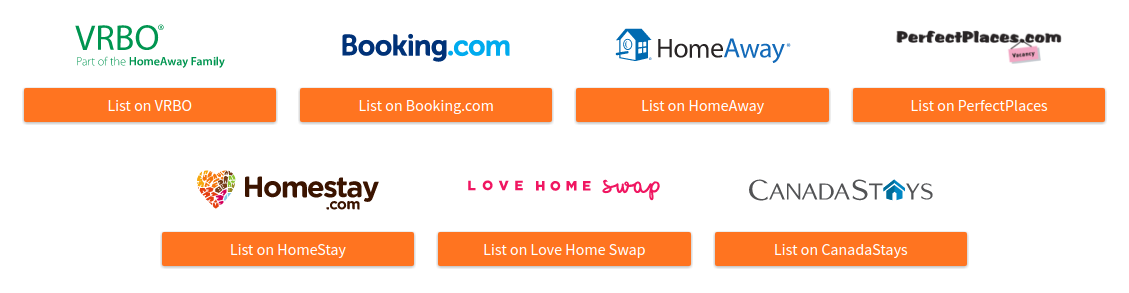 VRBO®
Part of the HomeAway Family
Booking.com
HomeAway®
PerfectPlaces.com
Vacancy
List on VRBO
List on Booking.com
List on HomeAway
List on PerfectPlaces
Homestay
.com
LOVE HOME swap
CANADASTAYS
List on HomeStay
List on Love Home Swap
List on CanadaStays